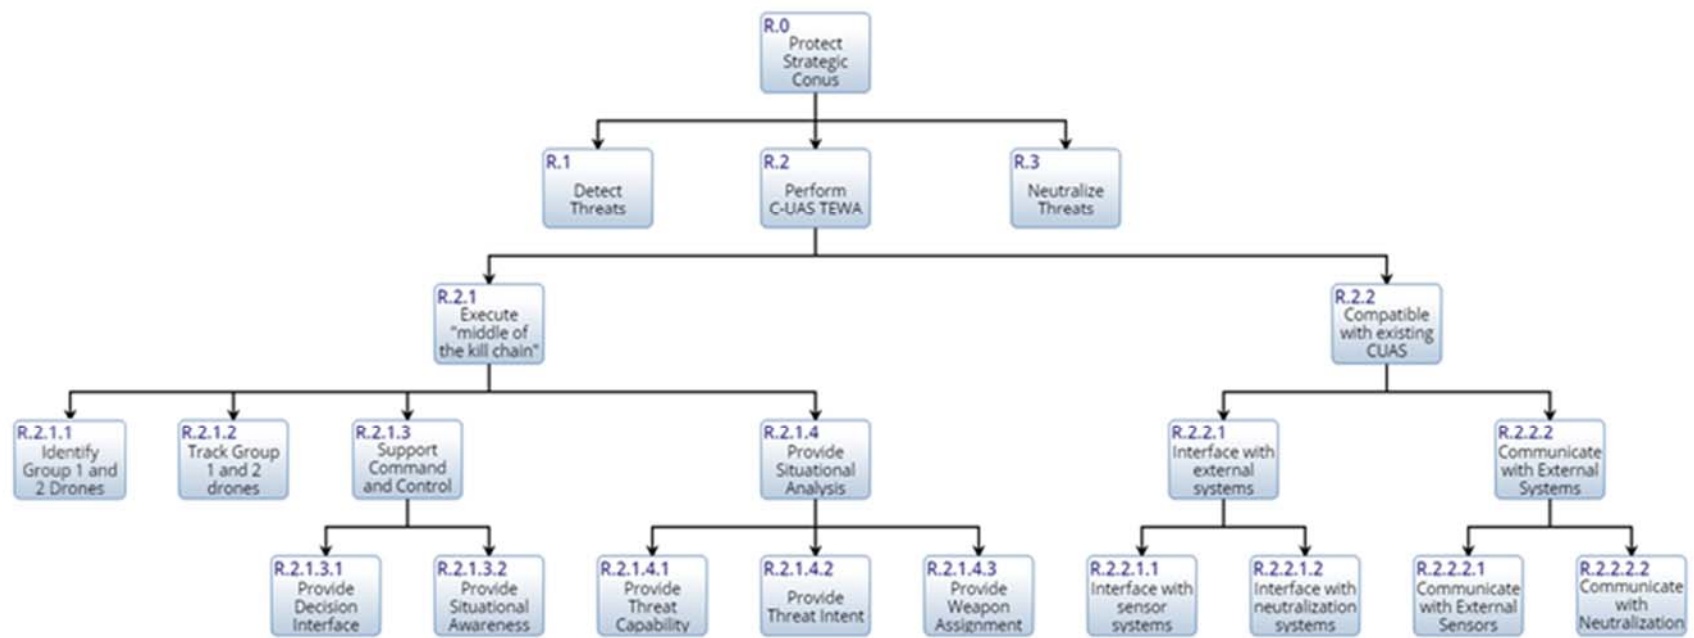 R.0
Protect
Strategic
Conus
R.1
Detect
Threats
R.2
Perform
C-UAS TEWA
R.3
Neutralize
Threats
R.2.1
Execute
"middle of
the kill chain"
R.2.2
Compatible
with existing
CUAS
R.2.1.1
Identify
Group 1 and
2 Drones
R.2.1.2
Track Group
1 and 2
drones
R.2.1.3
Support
Command
and Control
R.2.1.4
Provide
Situational
Analysis
R.2.2.1
Interface with
external
systems
R.2.2.2
Communicate
with External
Systems
R.2.1.3.1
Provide
Decision
Interface
R.2.1.3.2
Provide
Situational
Awareness
R.2.1.4.1
Provide
Threat
Capability
R.2.1.4.2
Provide
Threat Intent
R.2.1.4.3
Provide
Weapon
Assignment
R.2.2.1.1
Interface with
sensor
systems
R.2.2.1.2
Interface with
neutralization
systems
R.2.2.2.1
Communicate
with External
Sensors
R.2.2.2.2
Communicate
with
Neutralization